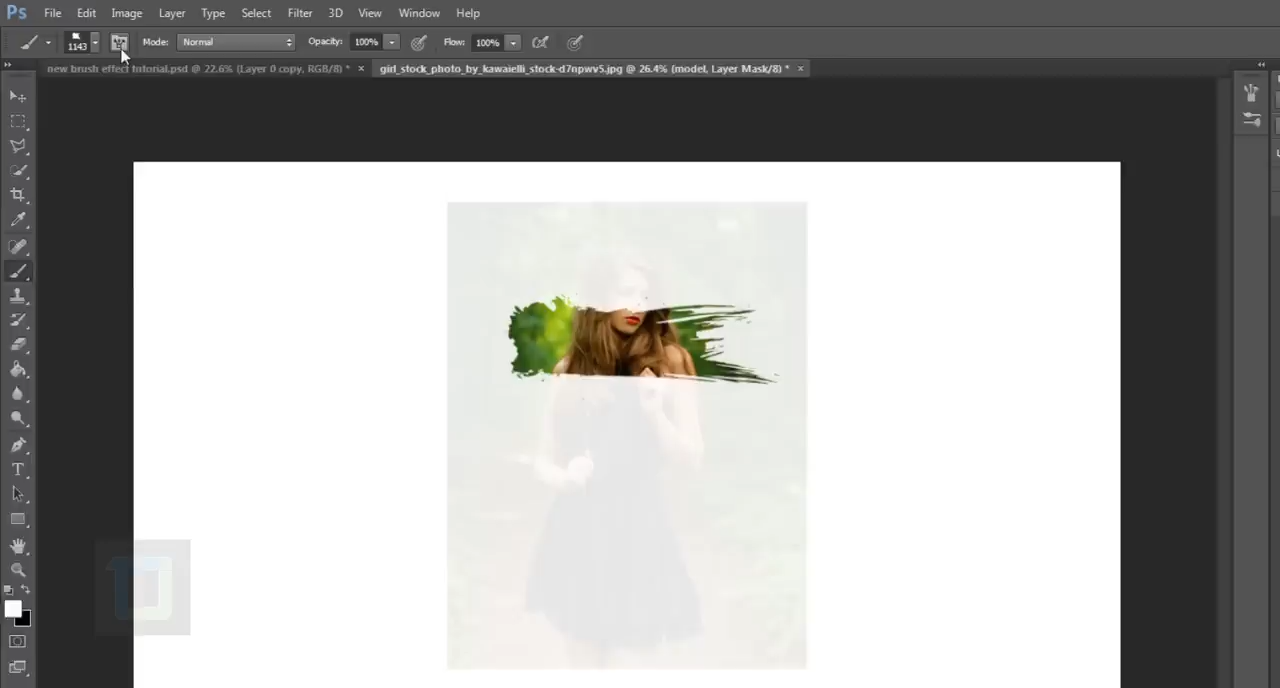 Ps File Edit Image Layer Type Select Filter 3D View Window Help
1143 Mode: Normal Opacity: 100% Flow: 100%
new brush effect tutorial.psd @ 22.6% (Layer 0 copy, RGB/8) * × girl_stock_photo_by_kawaielli_stock-d7npwv5.jpg @ 26.4% (model, Layer Mask/8) * ×
T